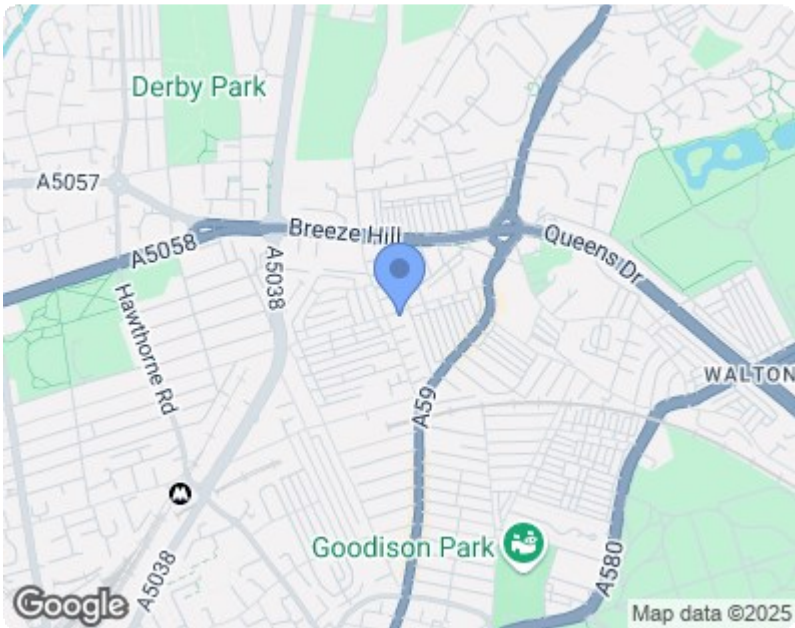 Derby Park
A5057
Breeze Hill
A5058
Queens Dr
A5038
Hawthorne Rd
WALTON
A59
Goodison Park
A580
A5038
Google
Map data ©2025